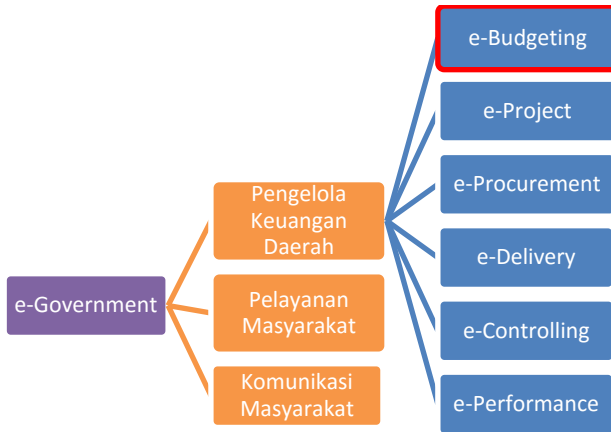 e-Government
Pengelola
Keuangan
Daerah
Pelayanan
Masyarakat
Komunikasi
Masyarakat
e-Budgeting
e-Project
e-Procurement
e-Delivery
e-Controlling
e-Performance